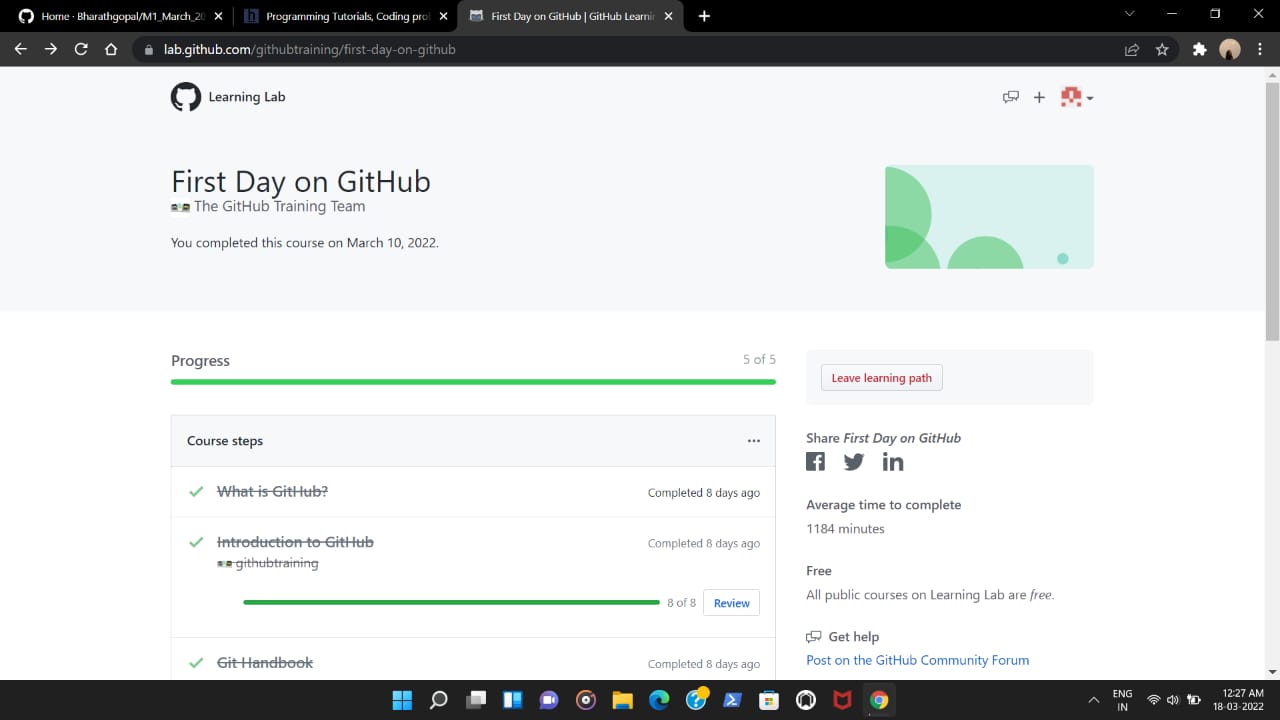 Home · Bharathgopal/M1_March_20
Programming Tutorials, Coding prob
First Day on GitHub | GitHub Learnin
lab.github.com/githubtraining/first-day-on-github
Learning Lab
First Day on GitHub
The GitHub Training Team
You completed this course on March 10, 2022.
Progress
5 of 5
Leave learning path
Course steps
Share First Day on GitHub
What is GitHub?
Completed 8 days ago
Average time to complete
1184 minutes
Introduction to GitHub
Completed 8 days ago
githubtraining
Free
All public courses on Learning Lab are free.
8 of 8
Review
Get help
Post on the GitHub Community Forum
Git Handbook
Completed 8 days ago
ENG
IN
12:27 AM
18-03-2022